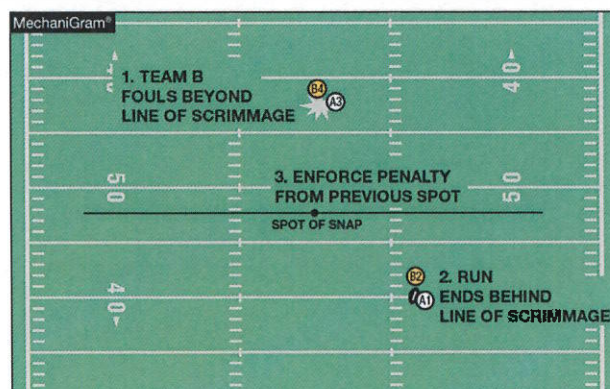 MechaniGram®
1. TEAM B
FOULS BEYOND
LINE OF SCRIMMAGE
B4
A3
40
40
50
3. ENFORCE PENALTY
FROM PREVIOUS SPOT
50
SPOT OF SNAP
B2
A1
2. RUN
ENDS BEHIND
LINE OF SCRIMMAGE
40